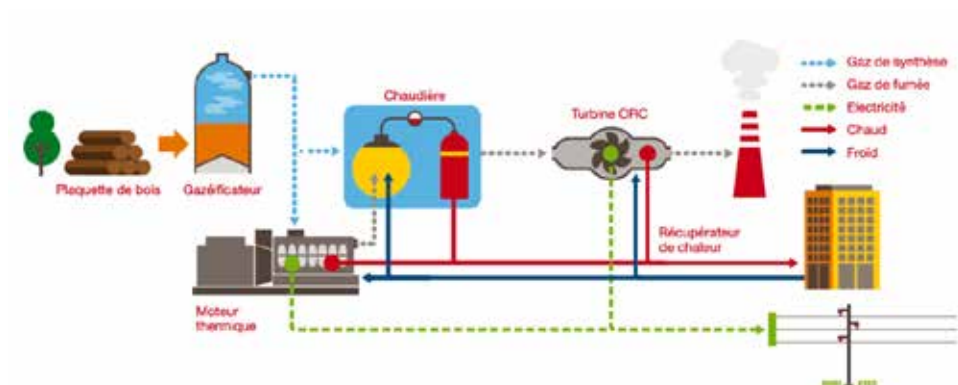 Gaz de synthèse
Gaz de fumée
Electricité
Chaud
Froid
Chaudière
Turbine ORC
Plaquette de bois
Gazéificateur
Récupérateur
de chaleur
Moteur
thermique